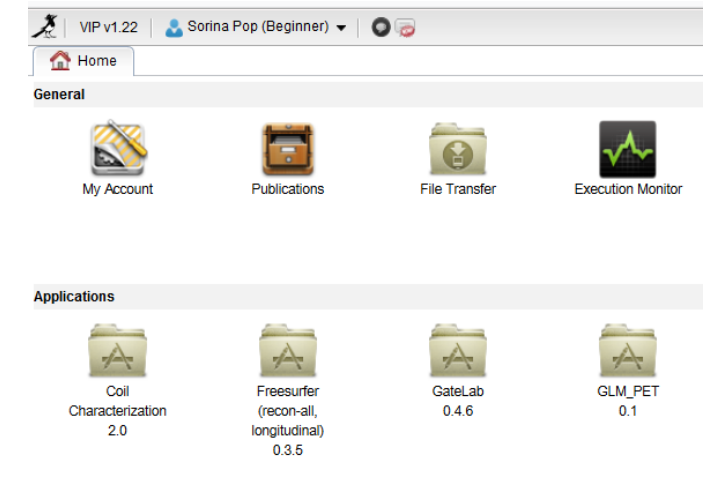 VIP v1.22 Sorina Pop (Beginner)
Home
General
My Account Publications File Transfer Execution Monitor
Applications
Coil Freesurfer GateLab GLM_PET
Characterization (recon-all, 0.4.6 0.1
2.0 longitudinal)
0.3.5